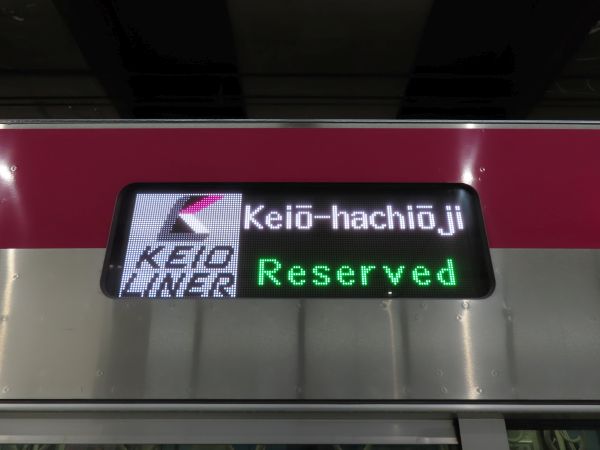 KEIO
LINER
Keiō-hachiōji
Reserved